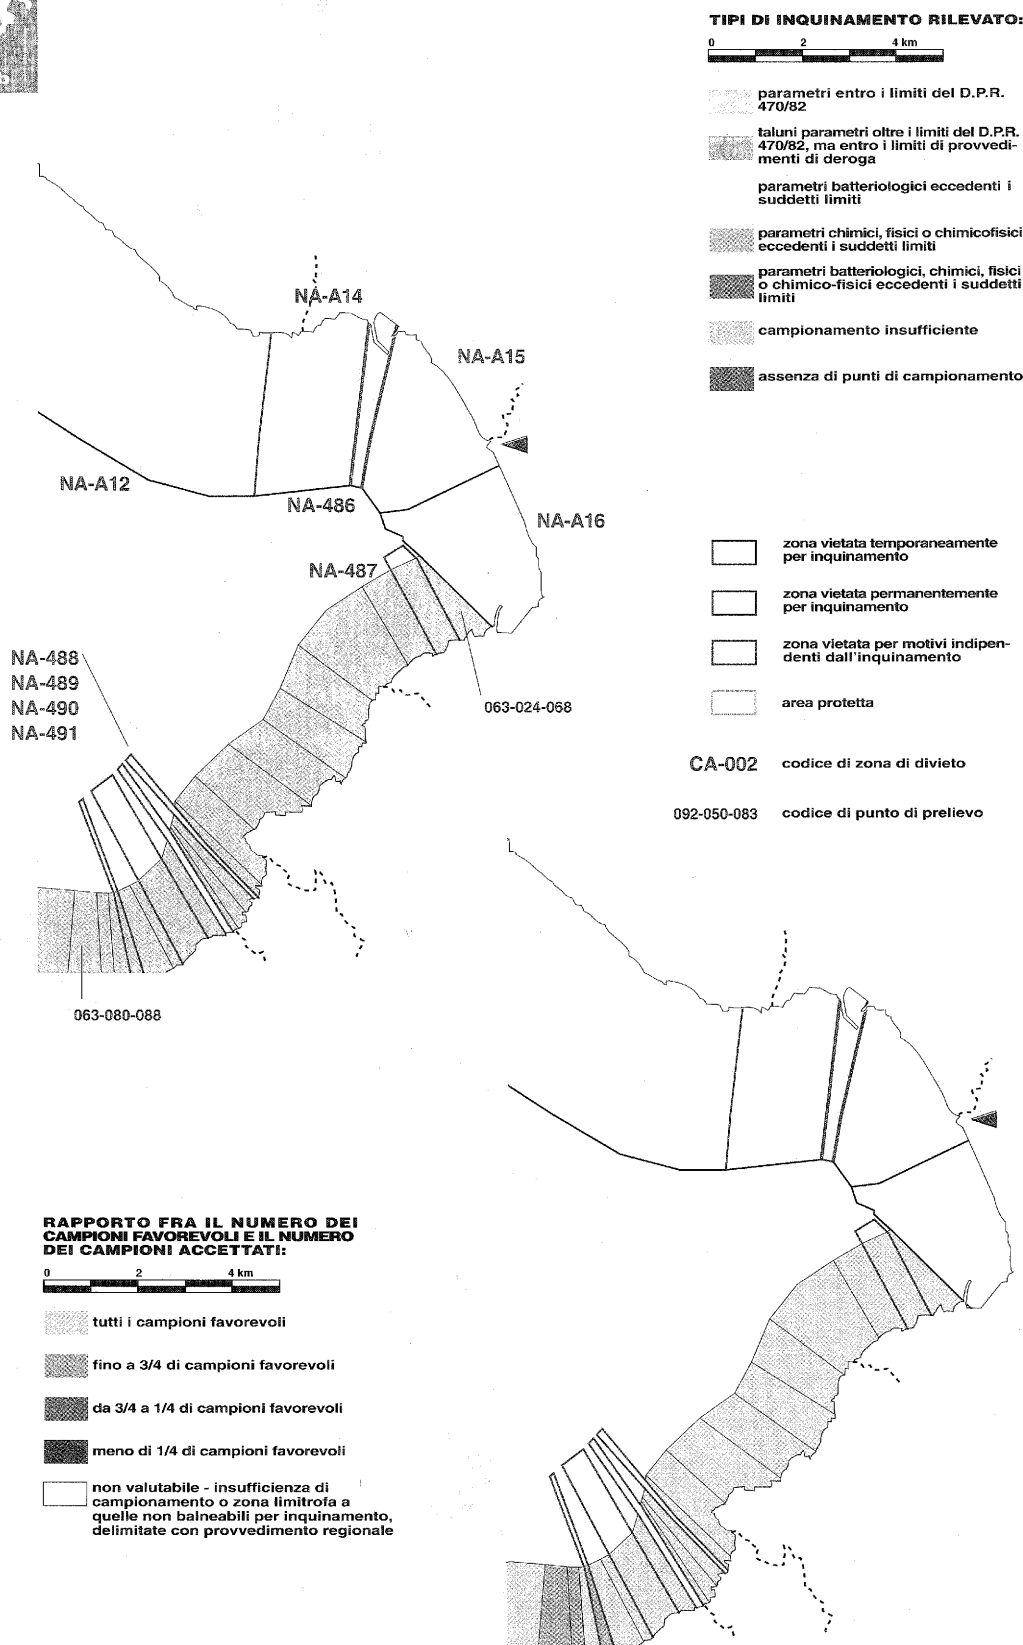 TIPI DI INQUINAMENTO RILEVATO:
0 2 4 km
parametri entro i limiti del D.P.R.
470/82
taluni parametri oltre i limiti del D.P.R.
470/82, ma entro i limiti di provvedi-
menti di deroga
parametri batteriologici eccedenti i
suddetti limiti
parametri chimici, fisici o chimicofisici
eccedenti i suddetti limiti
parametri batteriologici, chimici, fisici
o chimico-fisici eccedenti i suddetti
limiti
campionamento insufficiente
assenza di punti di campionamento
NA-A14
NA-A15
NA-A12
NA-486
NA-A16
NA-487
NA-488
NA-489
NA-490
NA-491
063-024-068
063-080-088
zona vietata temporaneamente
per inquinamento
zona vietata permanentemente
per inquinamento
zona vietata per motivi indipen-
denti dall'inquinamento
area protetta
CA-002 codice di zona di divieto
092-050-083 codice di punto di prelievo
RAPPORTO FRA IL NUMERO DEI
CAMPIONI FAVOREVOLI E IL NUMERO
DEI CAMPIONI ACCETTATI:
0 2 4 km
tutti i campioni favorevoli
fino a 3/4 di campioni favorevoli
da 3/4 a 1/4 di campioni favorevoli
meno di 1/4 di campioni favorevoli
non valutabile - insufficienza di
campionamento o zona limitrofa a
quelle non balneabili per inquinamento,
delimitate con provvedimento regionale